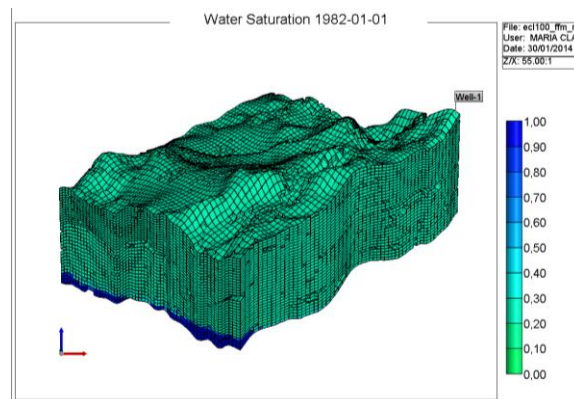 Water Saturation 1982-01-01
File: ecl100_ffm_
User: MARIA CLA
Date: 30/01/2014
Z/X: 55.00:1
Well-1
1,00
0,90
0,80
0,70
0,60
0,50
0,40
0,30
0,20
0,10
0,00